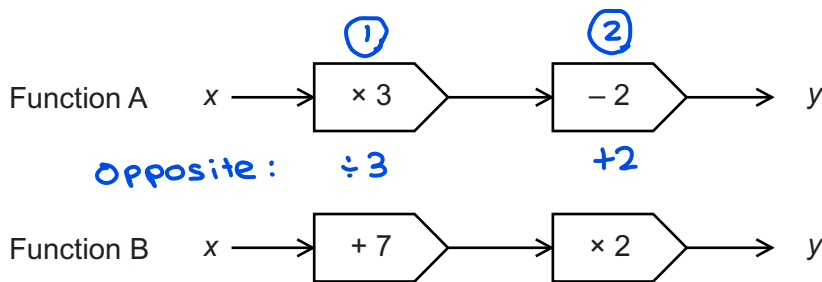 ① ②
Function A x × 3 – 2 y
opposite: ÷3 +2
Function B x + 7 × 2 y